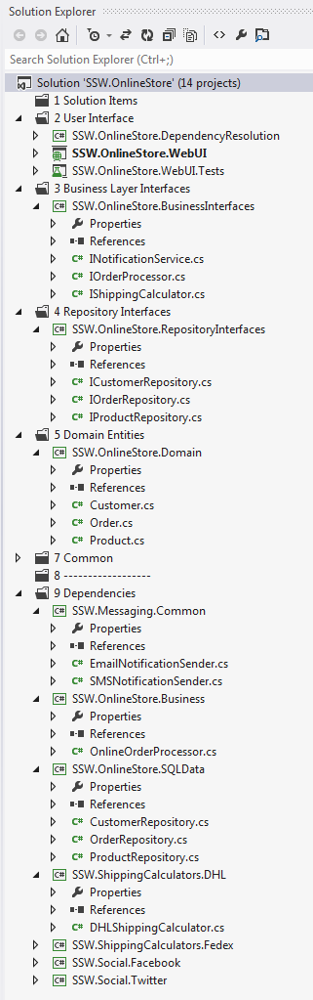 Solution Explorer
Search Solution Explorer (Ctrl+;)
Solution 'SSW.OnlineStore' (14 projects)
1 Solution Items
2 User Interface
C# SSW.OnlineStore.DependencyResolution
SSW.OnlineStore.WebUI
SSW.OnlineStore.WebUI.Tests
3 Business Layer Interfaces
C# SSW.OnlineStore.BusinessInterfaces
Properties
References
C# INotificationService.cs
C# IOrderProcessor.cs
C# IShippingCalculator.cs
4 Repository Interfaces
C# SSW.OnlineStore.RepositoryInterfaces
Properties
References
C# ICustomerRepository.cs
C# IOrderRepository.cs
C# IProductRepository.cs
5 Domain Entities
C# SSW.OnlineStore.Domain
Properties
References
C# Customer.cs
C# Order.cs
C# Product.cs
7 Common
8 ------------------
9 Dependencies
C# SSW.Messaging.Common
Properties
References
C# EmailNotificationSender.cs
C# SMSNotificationSender.cs
C# SSW.OnlineStore.Business
Properties
References
C# OnlineOrderProcessor.cs
C# SSW.OnlineStore.SQLData
Properties
References
C# CustomerRepository.cs
C# OrderRepository.cs
C# ProductRepository.cs
C# SSW.ShippingCalculators.DHL
Properties
References
C# DHLShippingCalculator.cs
C# SSW.ShippingCalculators.Fedex
C# SSW.Social.Facebook
C# SSW.Social.Twitter